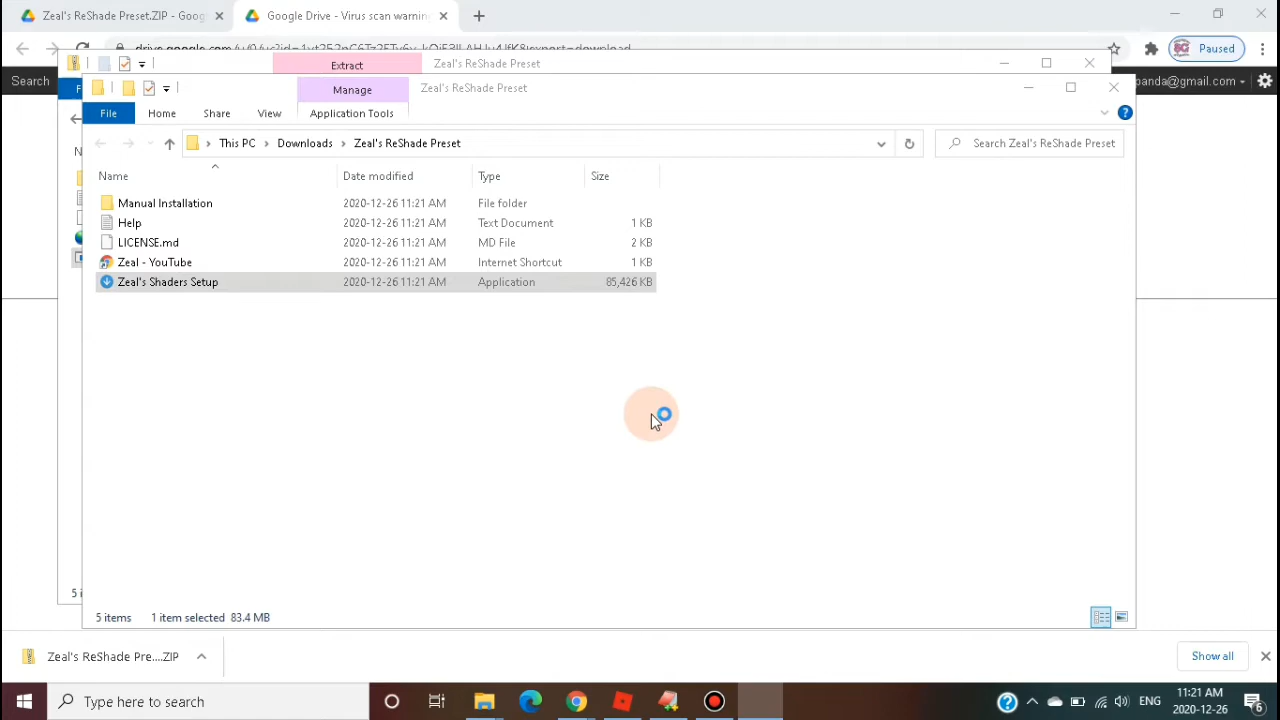 Zeal's ReShade Preset.ZIP - Goog
Google Drive - Virus scan warnin
Paused
Search
panda@gmail.com
Extract
Zeal's ReShade Preset
Manage
Zeal's ReShade Preset
File
Home
Share
View
Application Tools
This PC
Downloads
Zeal's ReShade Preset
Search Zeal's ReShade Preset
Name
Date modified
Type
Size
Manual Installation 2020-12-26 11:21 AM File folder
Help 2020-12-26 11:21 AM Text Document 1 KB
LICENSE.md 2020-12-26 11:21 AM MD File 2 KB
Zeal - YouTube 2020-12-26 11:21 AM Internet Shortcut 1 KB
Zeal's Shaders Setup 2020-12-26 11:21 AM Application 85,426 KB
5 items 1 item selected 83.4 MB
Zeal's ReShade Pre....ZIP
Show all
Type here to search
ENG
11:21 AM
2020-12-26
6